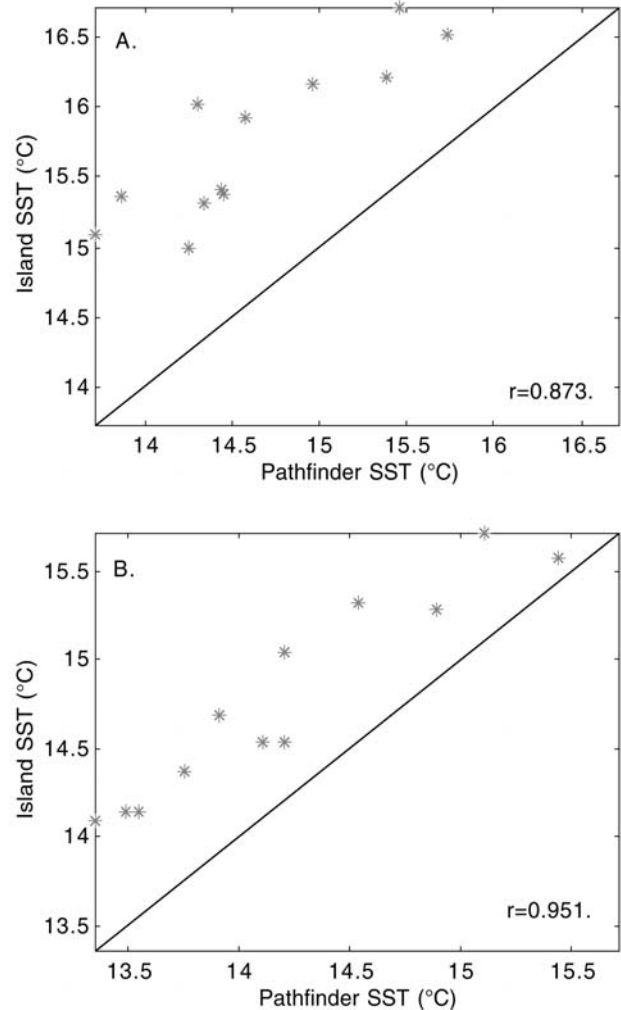 A.
16.5
16
15.5
15
14.5
14
Island SST (°C)
r=0.873.
14 14.5 15 15.5 16 16.5
Pathfinder SST (°C)
B.
15.5
15
14.5
14
13.5
Island SST (°C)
r=0.951.
13.5 14 14.5 15 15.5
Pathfinder SST (°C)